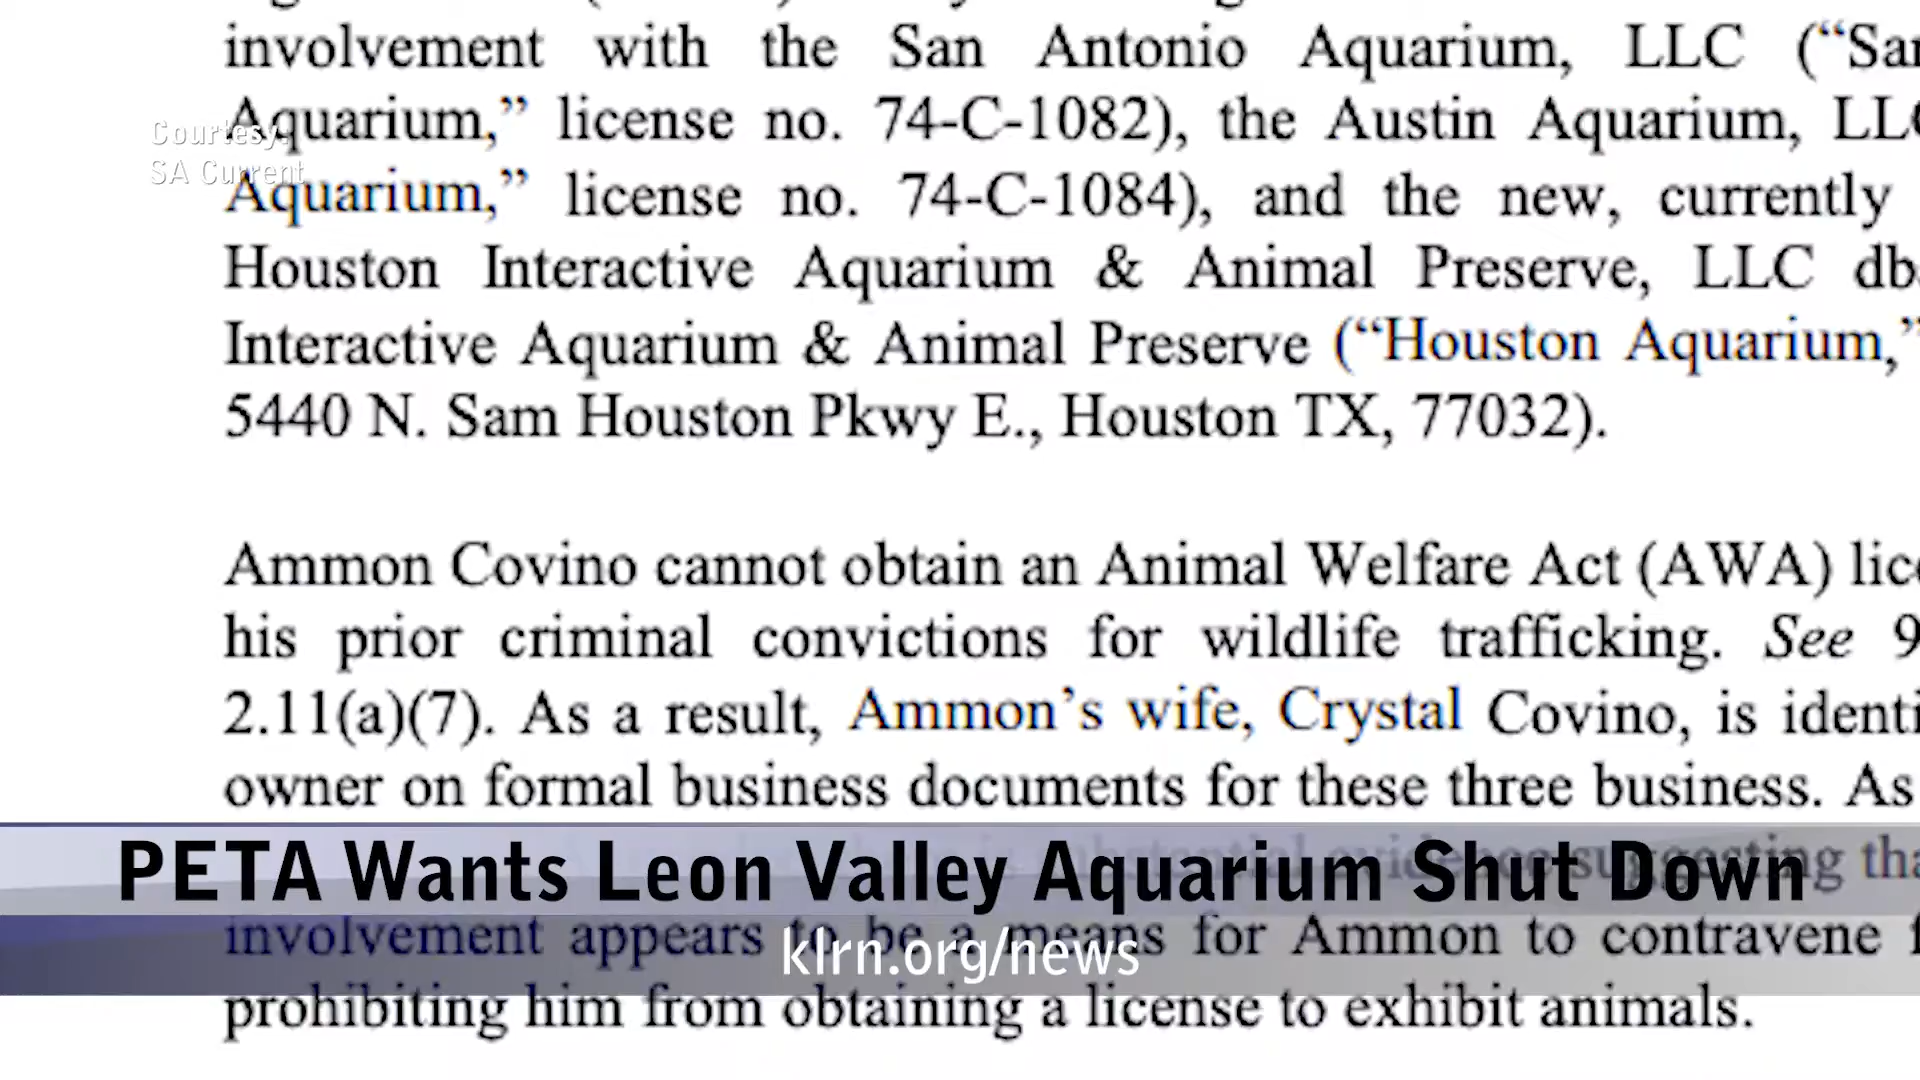 involvement with the San Antonio Aquarium, LLC (“San
Aquarium,” license no. 74-C-1082), the Austin Aquarium, LLC
Aquarium,” license no. 74-C-1084), and the new, currently
Houston Interactive Aquarium & Animal Preserve, LLC db
Interactive Aquarium & Animal Preserve (“Houston Aquarium,”
5440 N. Sam Houston Pkwy E., Houston TX, 77032).
Courtesy:
SA Current
Ammon Covino cannot obtain an Animal Welfare Act (AWA) lic
his prior criminal convictions for wildlife trafficking. See 9
2.11(a)(7). As a result, Ammon’s wife, Crystal Covino, is identi
owner on formal business documents for these three business. As
substantial evidence suggesting tha
PETA Wants Leon Valley Aquarium Shut Down
involvement appears to be a means for Ammon to contravene
klrn.org/news
prohibiting him from obtaining a license to exhibit animals.